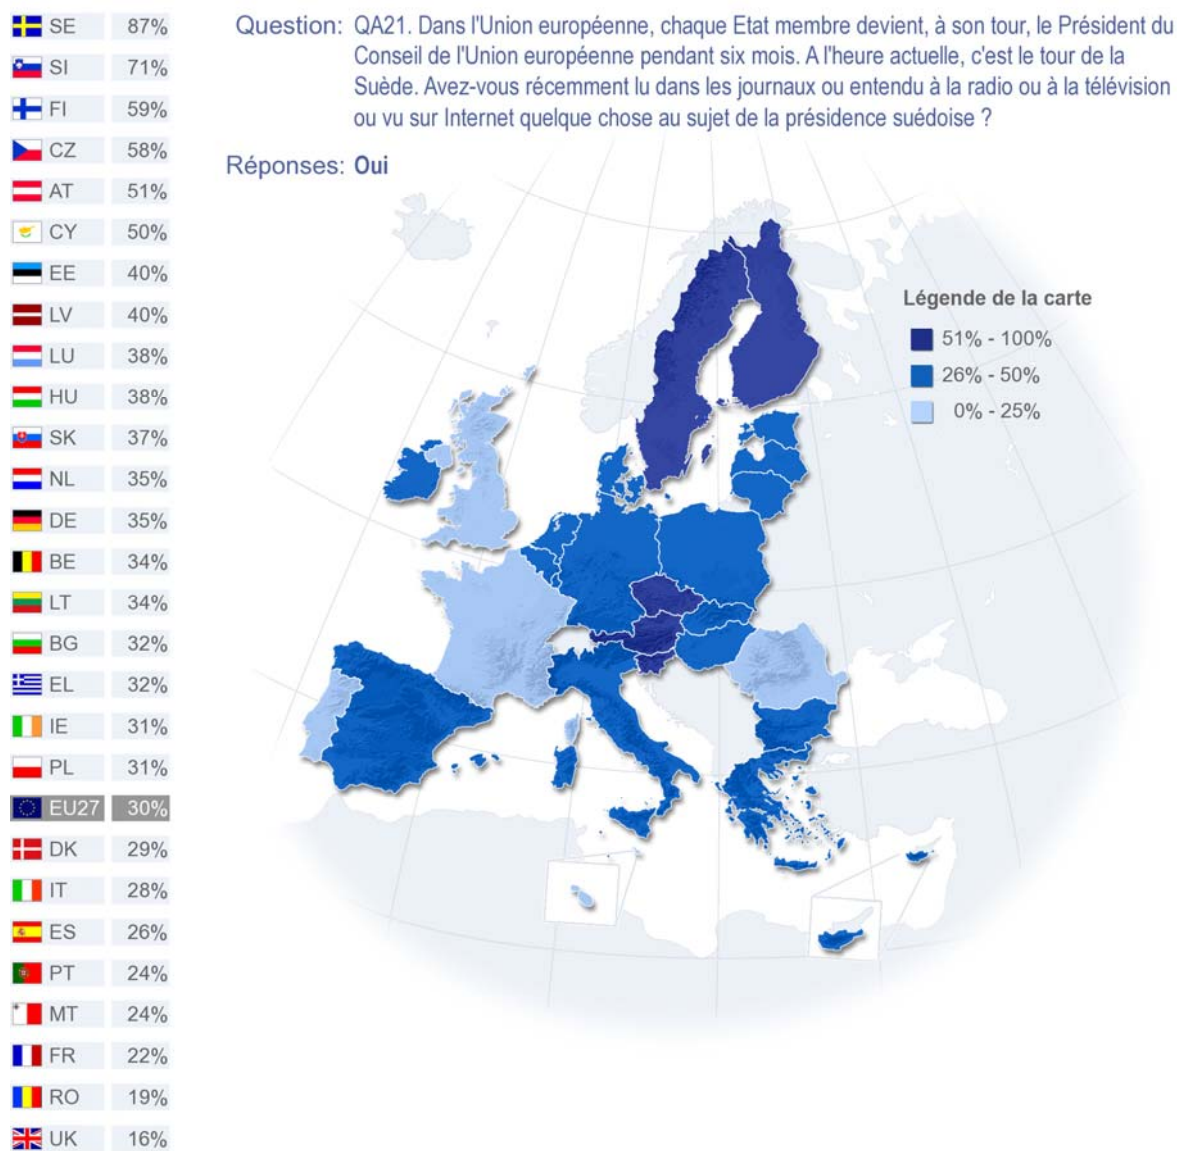 SE 87%
SI 71%
FI 59%
CZ 58%
AT 51%
CY 50%
EE 40%
LV 40%
LU 38%
HU 38%
SK 37%
NL 35%
DE 35%
BE 34%
LT 34%
BG 32%
EL 32%
IE 31%
PL 31%
EU27 30%
DK 29%
IT 28%
ES 26%
PT 24%
MT 24%
FR 22%
RO 19%
UK 16%
Question: QA21. Dans l'Union européenne, chaque Etat membre devient, à son tour, le Président du
Conseil de l'Union européenne pendant six mois. A l'heure actuelle, c'est le tour de la
Suède. Avez-vous récemment lu dans les journaux ou entendu à la radio ou à la télévision
ou vu sur Internet quelque chose au sujet de la présidence suédoise ?
Réponses: Oui
Légende de la carte
51% - 100%
26% - 50%
0% - 25%